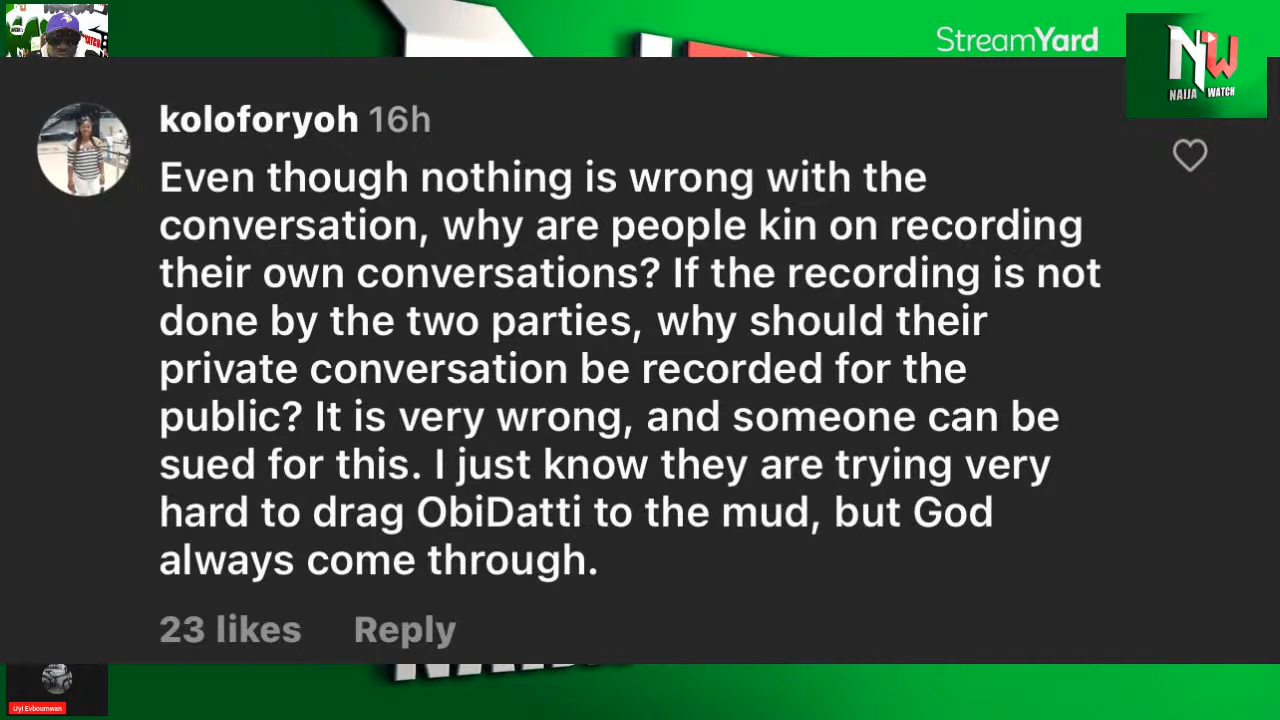 StreamYard
NW
NAIJA WATCH
koloforyoh 16h
Even though nothing is wrong with the
conversation, why are people kin on recording
their own conversations? If the recording is not
done by the two parties, why should their
private conversation be recorded for the
public? It is very wrong, and someone can be
sued for this. I just know they are trying very
hard to drag ObiDatti to the mud, but God
always come through.
23 likes Reply
Uyi Evboumwan